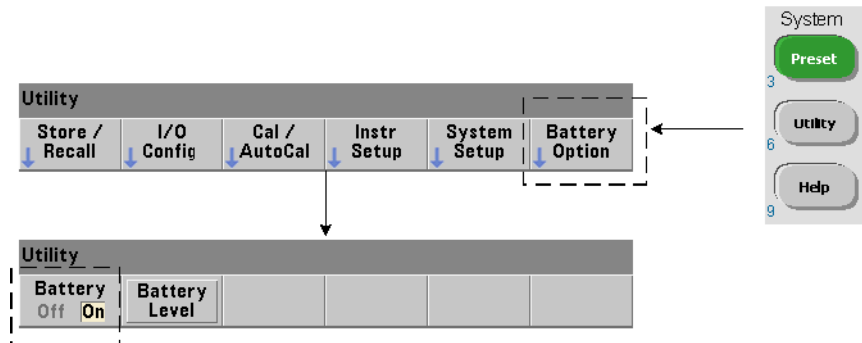 System
Preset
3
Utility
6
Help
9
Utility
Store / Recall
I/O Config
Cal / AutoCal
Instr Setup
System Setup
Battery Option
Utility
Battery
Off On
Battery Level